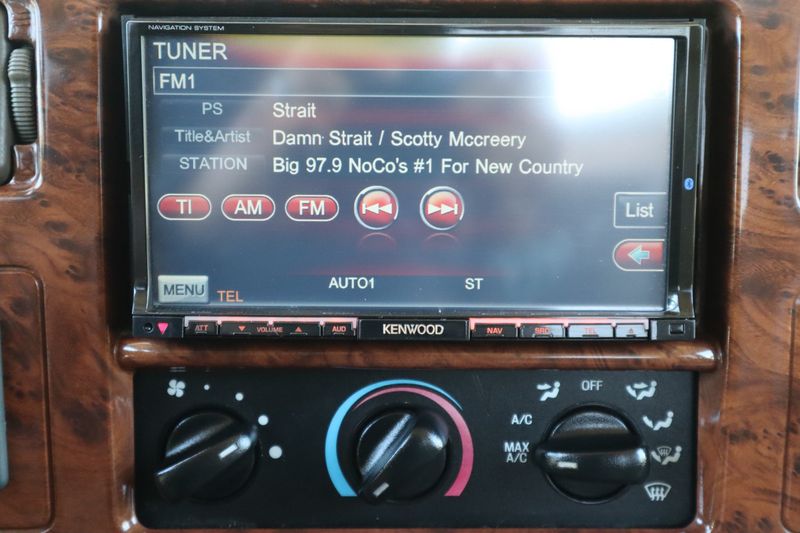 NAVIGATION SYSTEM
TUNER
FM1
PS Strait
Title&Artist Damn Strait / Scotty Mccreery
STATION Big 97.9 NoCo's #1 For New Country
TI AM FM List
AUTO1 ST
MENU TEL
ATT VOLUME AUD KENWOOD NAV SRC TEL
OFF
A/C
MAX
A/C